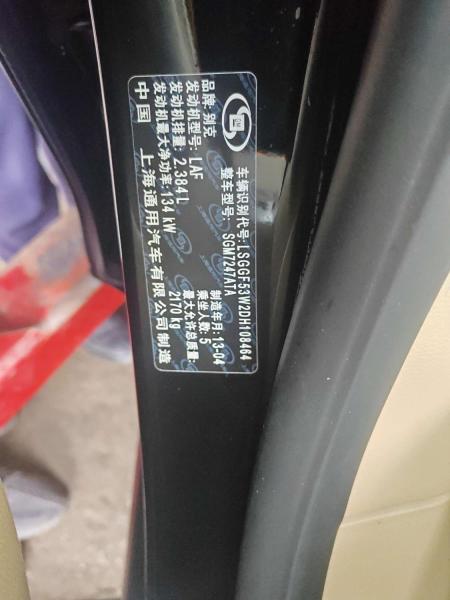 品牌:别克
车辆识别代号:LSGGF53W2DH108464
整车型号:SGM7247ATA
发动机型号:LAF
制造年月:13-04
发动机排量:2.384L
乘坐人数:5
发动机最大净功率:134 kW
最大允许总质量:2170 kg
中国 上海通用汽车有限公司制造